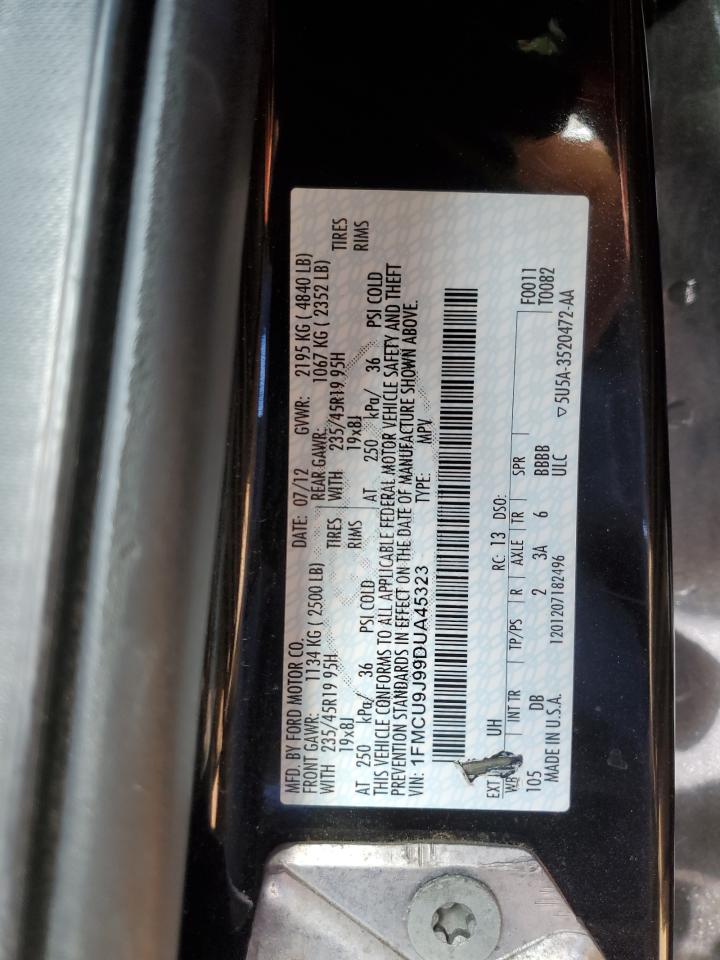 MFD. BY FORD MOTOR CO.
DATE: 07/12 GVWR: 2195 KG ( 4840 LB)
FRONT GAWR: 1134 KG ( 2500 LB) REAR GAWR: 1067 KG ( 2352 LB)
WITH 235/45R19 95H TIRES WITH 235/45R19 95H TIRES
19x8J RIMS 19x8J RIMS
AT 250 kPa/ 36 PSI COLD AT 250 kPa/ 36 PSI COLD
THIS VEHICLE CONFORMS TO ALL APPLICABLE FEDERAL MOTOR VEHICLE SAFETY AND THEFT
PREVENTION STANDARDS IN EFFECT ON THE DATE OF MANUFACTURE SHOWN ABOVE.
VIN: 1FMCU9J99DUA45323 TYPE: MPV
EXT UH RC: 13 DSO:
WB INT TR TP/PS R AXLE TR SPR F0011
105 DB 2 3A 6 BBBB T0082
MADE IN U.S.A. 1201207182496 ULC ▽5U5A-3520472-AA